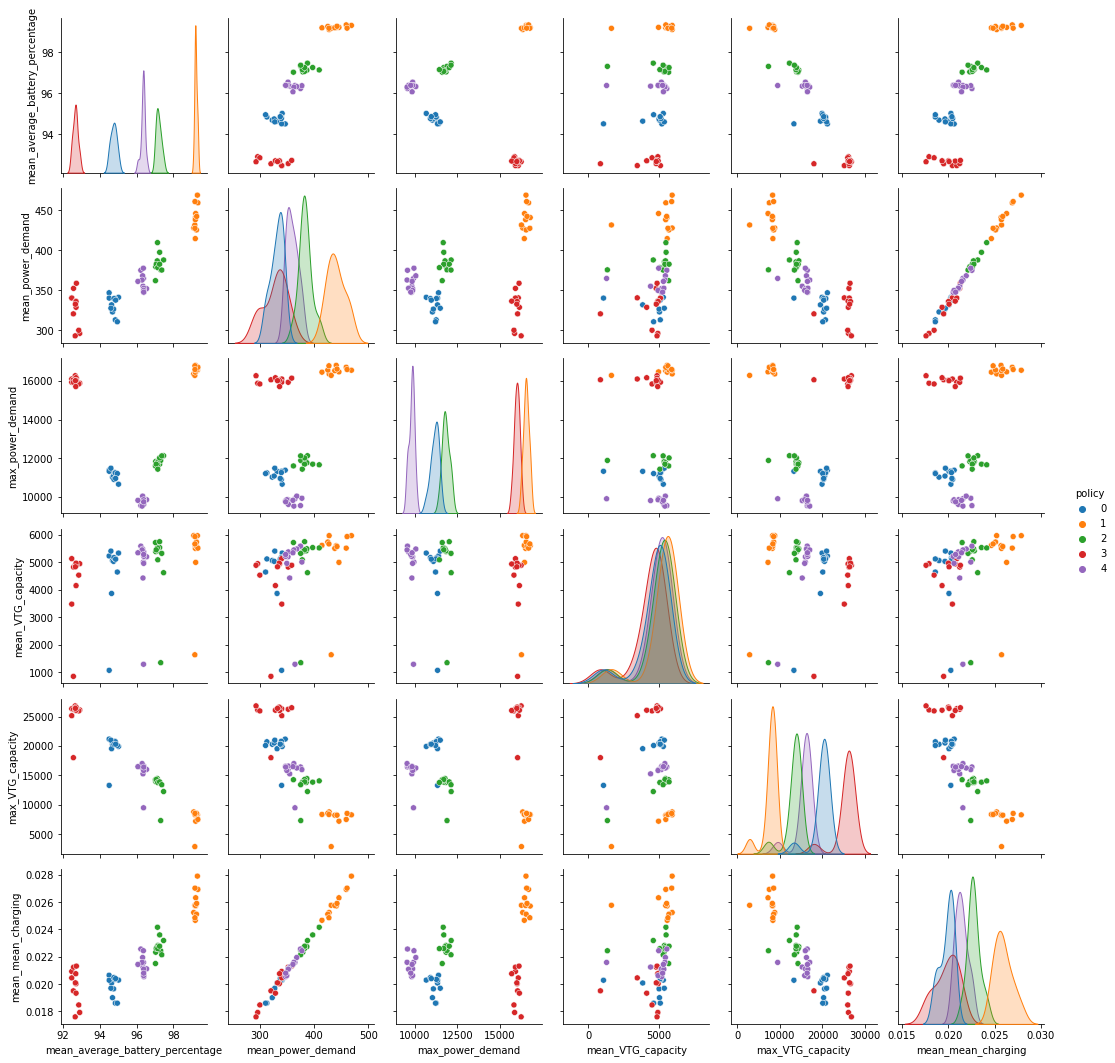 mean_average_battery_percentage
98
96
94
mean_power_demand
450
400
350
300
max_power_demand
16000
14000
12000
10000
policy
0
1
2
3
4
mean_VTG_capacity
6000
5000
4000
3000
2000
1000
max_VTG_capacity
25000
20000
15000
10000
5000
mean_mean_charging
0.028
0.026
0.024
0.022
0.020
0.018
92 94 96 98
300 400 500
10000 12500 15000
0 5000
0 10000 20000 30000
0.015 0.020 0.025 0.030
mean_average_battery_percentage
mean_power_demand
max_power_demand
mean_VTG_capacity
max_VTG_capacity
mean_mean_charging